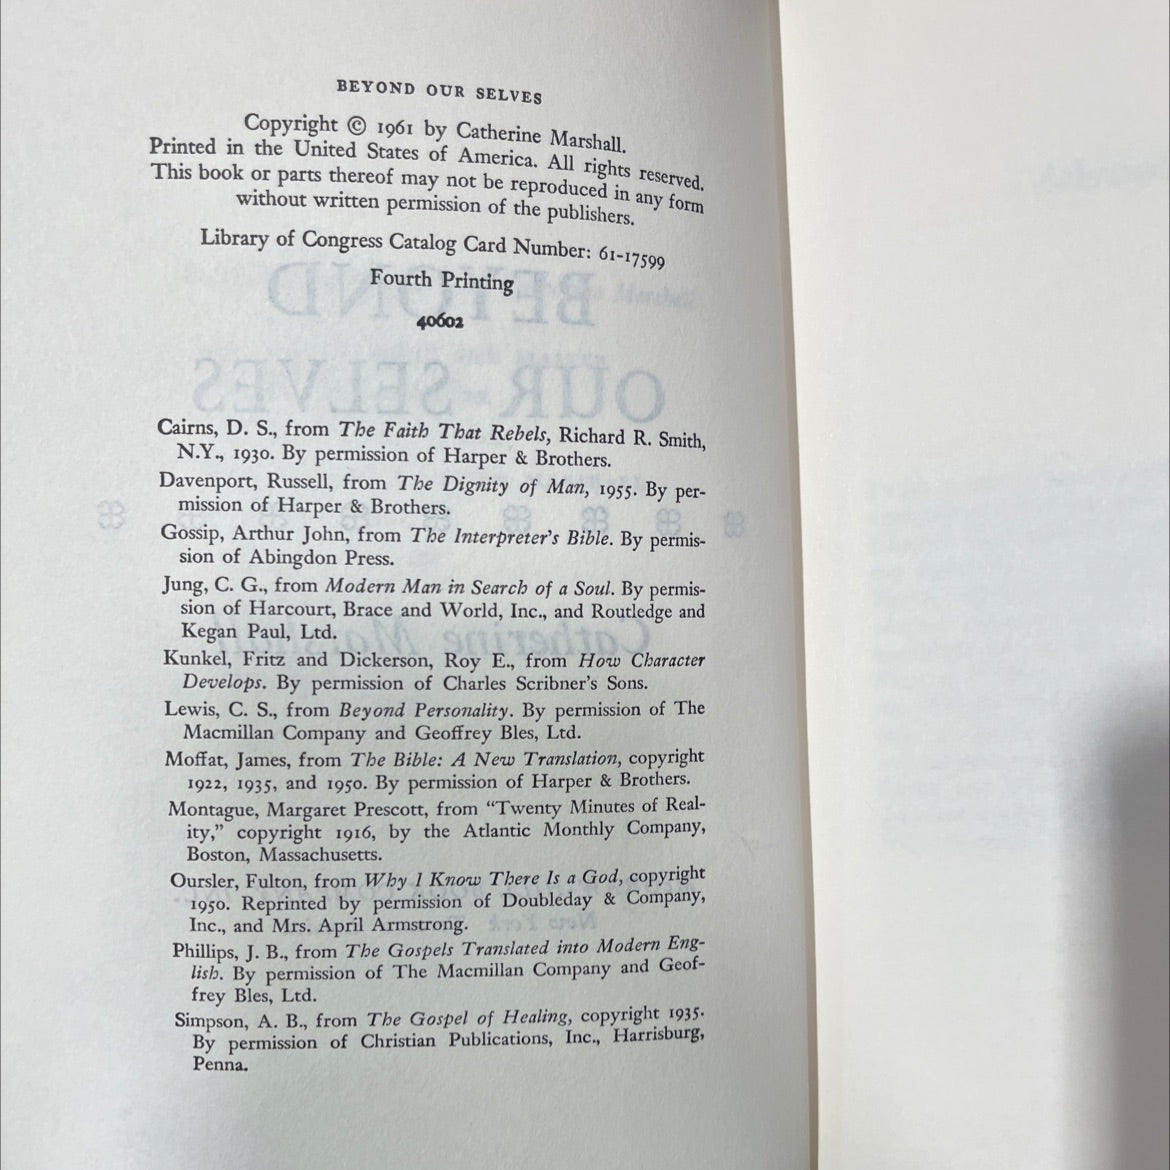 BEYOND OUR SELVES
Copyright © 1961 by Catherine Marshall.
Printed in the United States of America. All rights reserved.
This book or parts thereof may not be reproduced in any form
without written permission of the publishers.
Library of Congress Catalog Card Number: 61-17599
Fourth Printing
40602
Cairns, D. S., from The Faith That Rebels, Richard R. Smith,
N.Y., 1930. By permission of Harper & Brothers.
Davenport, Russell, from The Dignity of Man, 1955. By per-
mission of Harper & Brothers.
Gossip, Arthur John, from The Interpreter's Bible. By permis-
sion of Abingdon Press.
Jung, C. G., from Modern Man in Search of a Soul. By permis-
sion of Harcourt, Brace and World, Inc., and Routledge and
Kegan Paul, Ltd.
Kunkel, Fritz and Dickerson, Roy E., from How Character
Develops. By permission of Charles Scribner's Sons.
Lewis, C. S., from Beyond Personality. By permission of The
Macmillan Company and Geoffrey Bles, Ltd.
Moffat, James, from The Bible: A New Translation, copyright
1922, 1935, and 1950. By permission of Harper & Brothers.
Montague, Margaret Prescott, from "Twenty Minutes of Real-
ity," copyright 1916, by the Atlantic Monthly Company,
Boston, Massachusetts.
Oursler, Fulton, from Why I Know There Is a God, copyright
1950. Reprinted by permission of Doubleday & Company,
Inc., and Mrs. April Armstrong.
Phillips, J. B., from The Gospels Translated into Modern Eng-
lish. By permission of The Macmillan Company and Geof-
frey Bles, Ltd.
Simpson, A. B., from The Gospel of Healing, copyright 1935.
By permission of Christian Publications, Inc., Harrisburg,
Penna.
BEYOND
OUR-SELVES
Catherine Marshall
New York